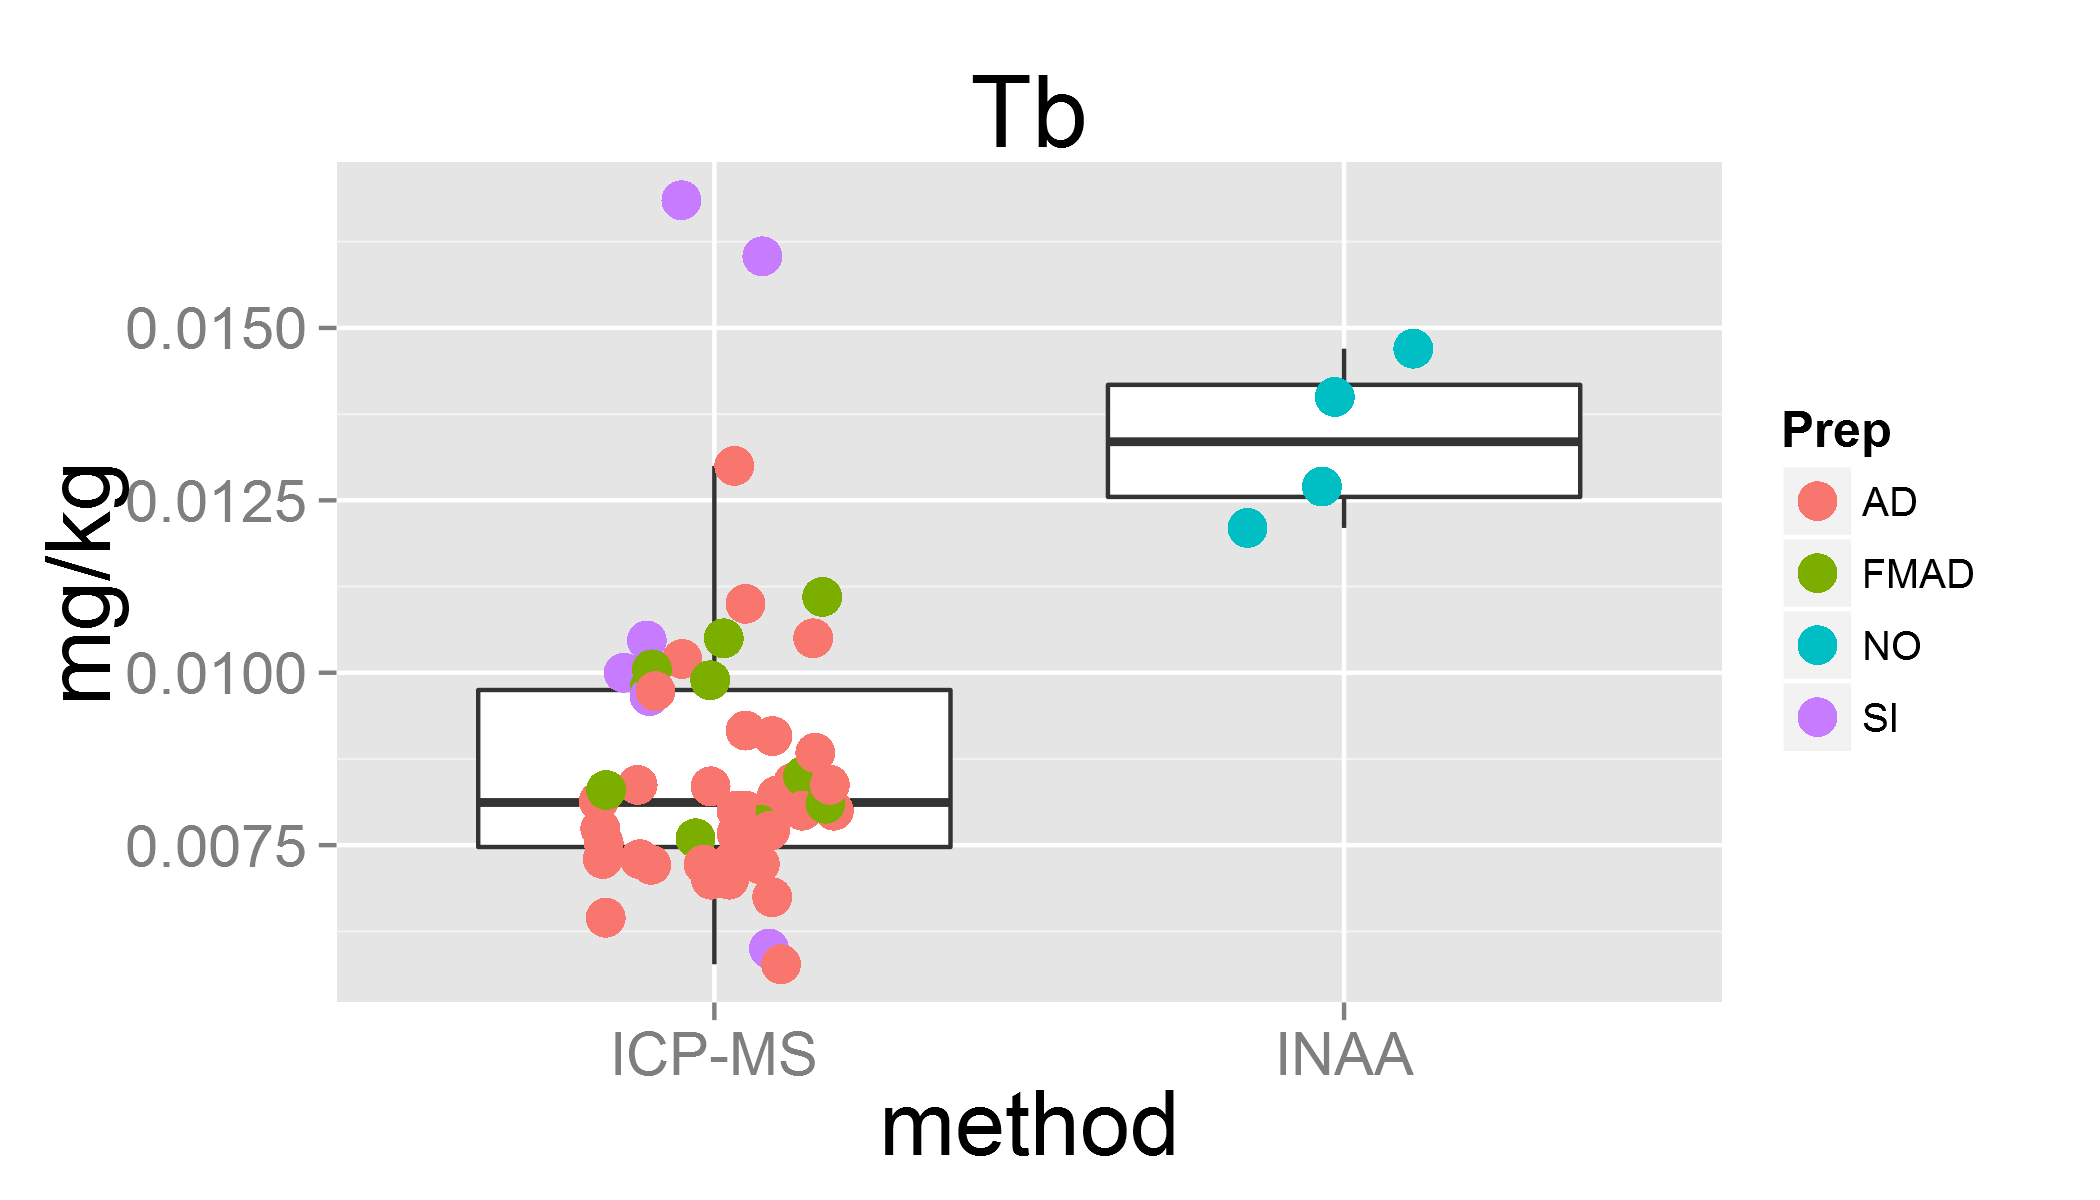 Tb
mg/kg
0.0150
0.0125
0.0100
0.0075
ICP-MS
INAA
method
Prep
AD
FMAD
NO
SI